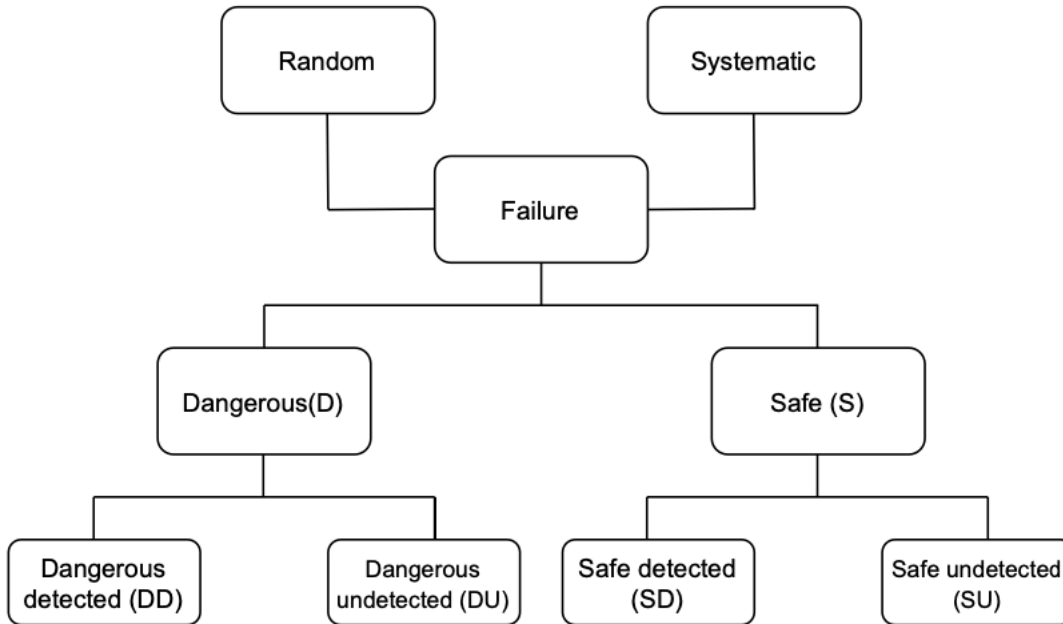 Random
Systematic
Failure
Dangerous(D)
Safe (S)
Dangerous
detected (DD)
Dangerous
undetected (DU)
Safe detected
(SD)
Safe undetected
(SU)